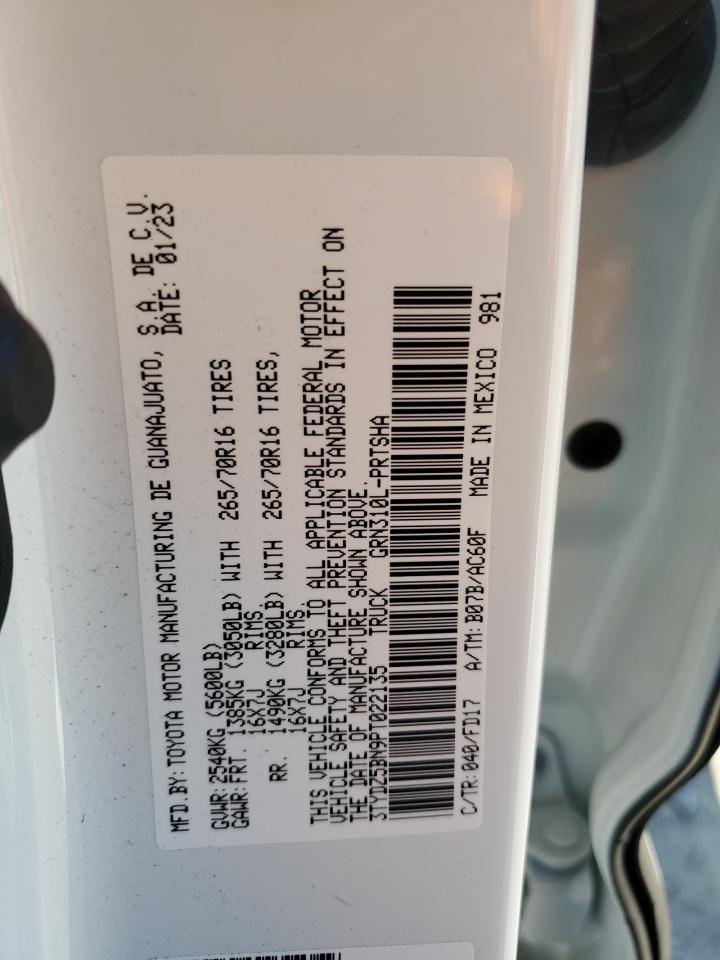 MFD.BY: TOYOTA MOTOR MANUFACTURING DE GUANAJUATO, S.A. DE C.V.
DATE: 01/23
GVWR: 2540KG (5600LB)
GAWR: FRT. 1385KG (3050LB) WITH 265/70R16 TIRES
16X7J RIMS.
RR. 1490KG (3280LB) WITH 265/70R16 TIRES,
16X7J RIMS.
THIS VEHICLE CONFORMS TO ALL APPLICABLE FEDERAL MOTOR
VEHICLE SAFETY AND THEFT PREVENTION STANDARDS IN EFFECT ON
THE DATE OF MANUFACTURE SHOWN ABOVE.
3TYDZ5BN9PT022135 TRUCK GRN310L-PRTSHA
C/TR: 040/FD17 A/TM: B07B/AC60F MADE IN MEXICO 981